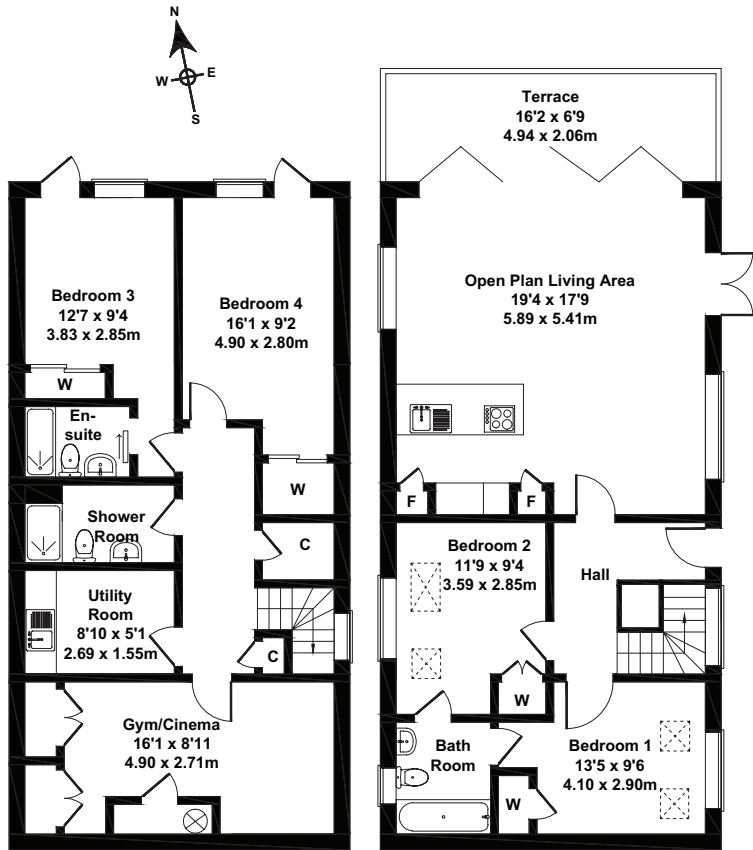 N
W
E
S
Terrace
16'2 x 6'9
4.94 x 2.06m
Bedroom 3
12'7 x 9'4
3.83 x 2.85m
W
Bedroom 4
16'1 x 9'2
4.90 x 2.80m
W
En-
suite
Shower
Room
C
Utility
Room
8'10 x 5'1
2.69 x 1.55m
C
Gym/Cinema
16'1 x 8'11
4.90 x 2.71m
Open Plan Living Area
19'4 x 17'9
5.89 x 5.41m
F
F
Bedroom 2
11'9 x 9'4
3.59 x 2.85m
Hall
W
Bath
Room
Bedroom 1
13'5 x 9'6
4.10 x 2.90m
W